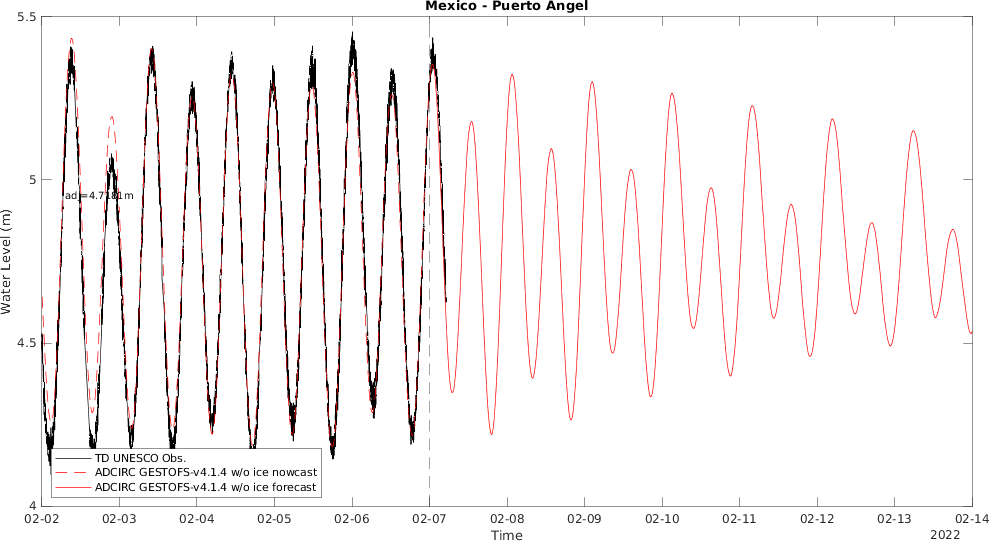 Mexico - Puerto Angel
5.5
5
4.5
4
Water Level (m)
adj=4.7181m
TD UNESCO Obs.
ADCIRC GESTOFS-v4.1.4 w/o ice nowcast
ADCIRC GESTOFS-v4.1.4 w/o ice forecast
02-02 02-03 02-04 02-05 02-06 02-07 02-08 02-09 02-10 02-11 02-12 02-13 02-14
Time
2022